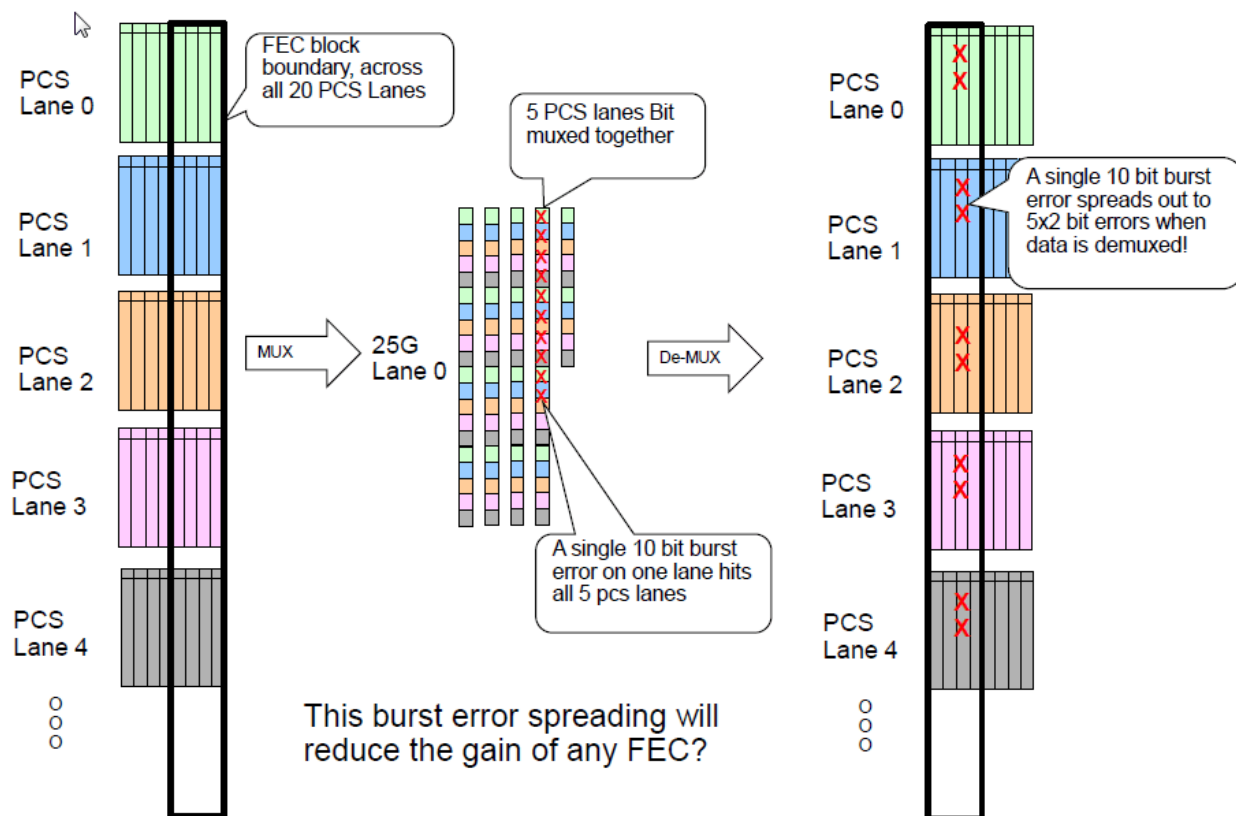 PCS
Lane 0
PCS
Lane 1
PCS
Lane 2
PCS
Lane 3
PCS
Lane 4
O
O
O
FEC block
boundary, across
all 20 PCS Lanes
MUX
25G
Lane 0
5 PCS lanes Bit
muxed together
X
X
X
X
X
X
X
X
X
X
A single 10 bit burst
error on one lane hits
all 5 pcs lanes
De-MUX
This burst error spreading will
reduce the gain of any FEC?
PCS
Lane 0
X
X
PCS
Lane 1
X
X
A single 10 bit burst
error spreads out to
5x2 bit errors when
data is demuxed!
PCS
Lane 2
X
X
PCS
Lane 3
X
X
PCS
Lane 4
X
X
O
O
O